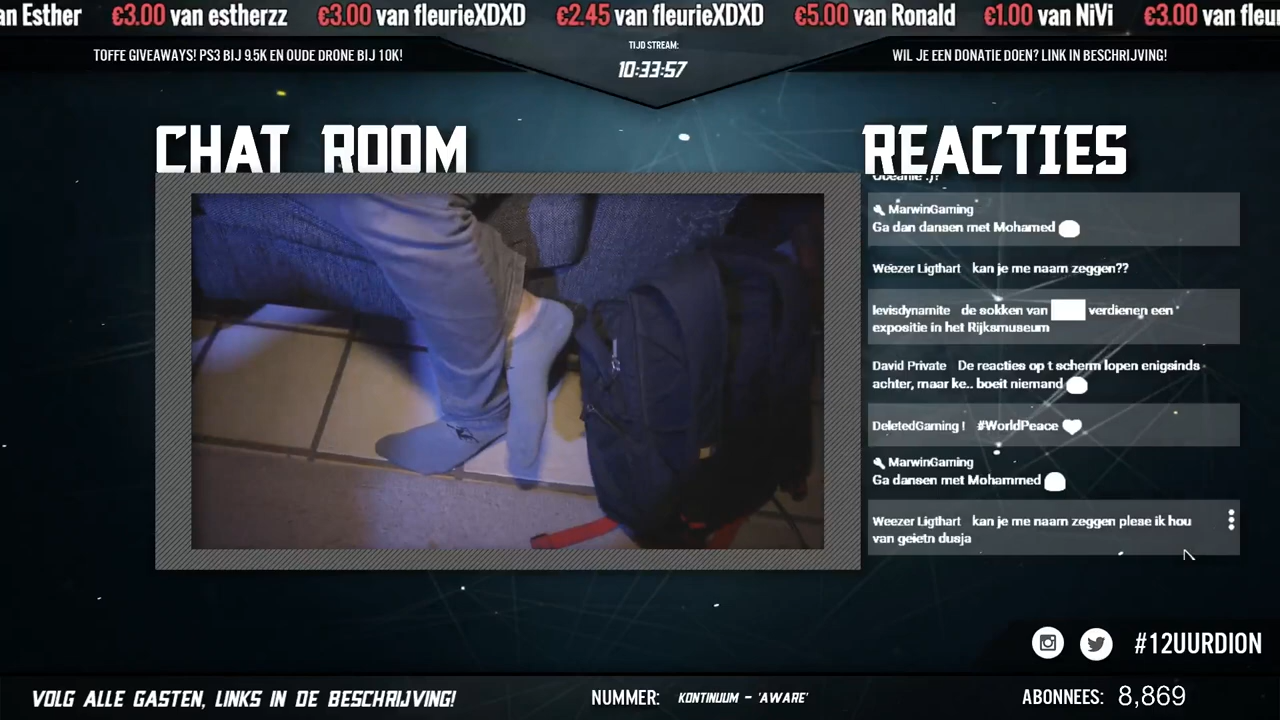 an Esther €3.00 van estherzz €3.00 van fleurieXDXD €2.45 van fleurieXDXD €5.00 van Ronald €1.00 van NiVi €3.00 van fleur
TOFFE GIVEAWAYS! PS3 BIJ 9.5K EN OUDE DRONE BIJ 10K!
TIJD STREAM:
10:33:57
WIL JE EEN DONATIE DOEN? LINK IN BESCHRIJVING!
CHAT ROOM
REACTIES
Oceanie :)?
MarwinGaming
Ga dan dansen met Mohamed
Weezer Ligthart kan je me naam zeggen??
levisdynamite de sokken van verdienen een
expositie in het Rijksmuseum
David Private De reacties op t scherm lopen enigsinds
achter, maar ke.. boeit niemand
DeletedGaming ! #WorldPeace
MarwinGaming
Ga dansen met Mohammed
Weezer Ligthart kan je me naam zeggen plese ik hou
van geietn dusja
#12UURDION
VOLG ALLE GASTEN, LINKS IN DE BESCHRIJVING!
NUMMER: KONTINUUM - 'AWARE'
ABONNEES: 8,869